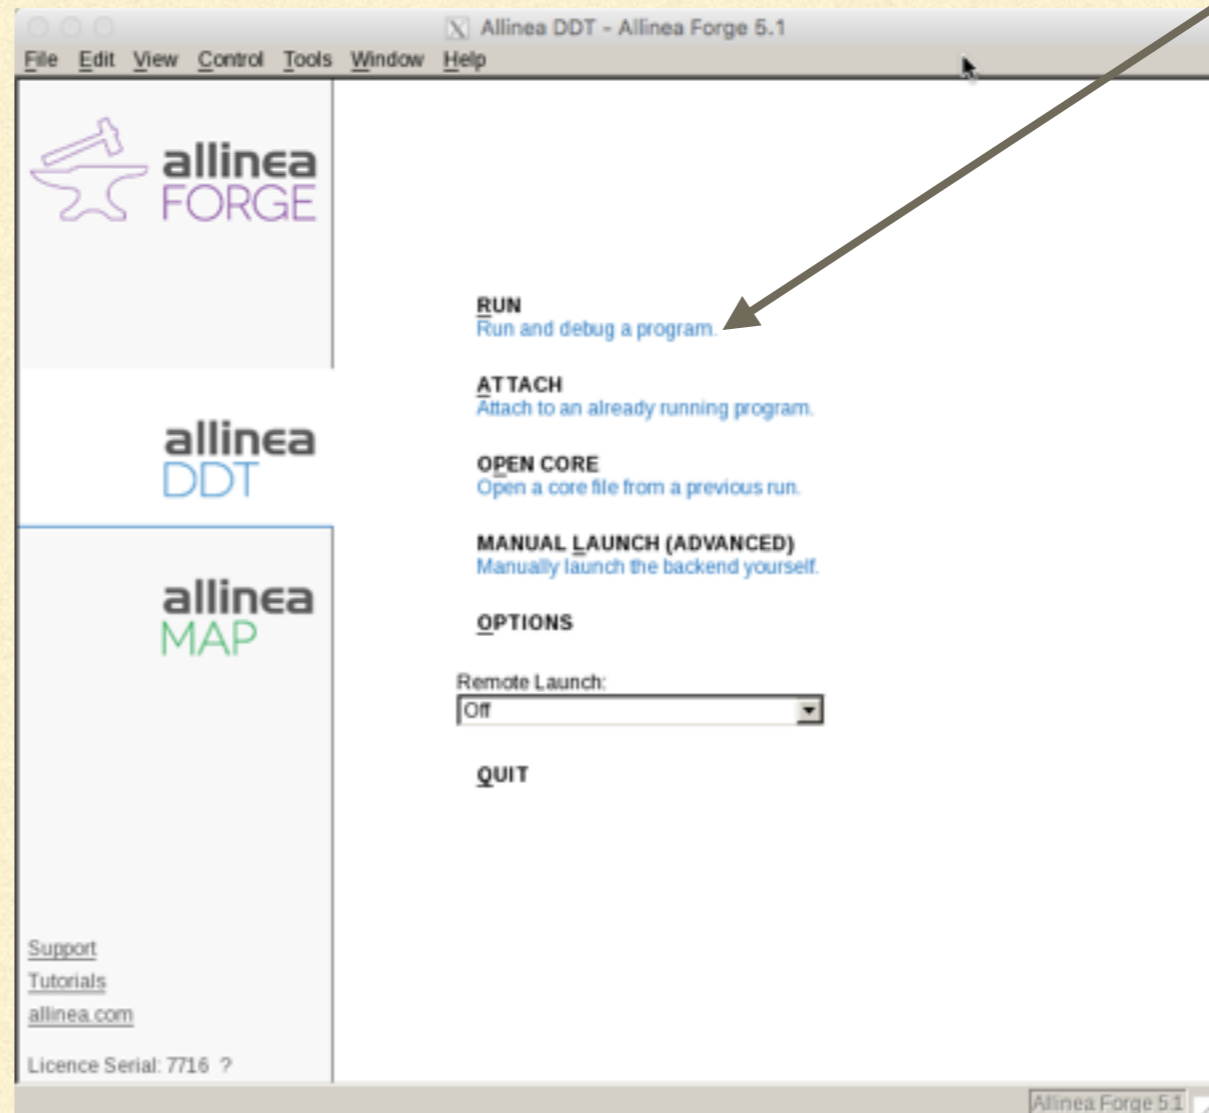 Allinea DDT - Allinea Forge 5.1
File Edit View Control Tools Window Help
allinea
FORGE
RUN
Run and debug a program.
ATTACH
Attach to an already running program.
allinea
DDT
OPEN CORE
Open a core file from a previous run.
MANUAL LAUNCH (ADVANCED)
Manually launch the backend yourself.
allinea
MAP
OPTIONS
Remote Launch:
Off
QUIT
Support
Tutorials
allinea.com
Licence Serial: 7716 ?
Allinea Forge 5.1